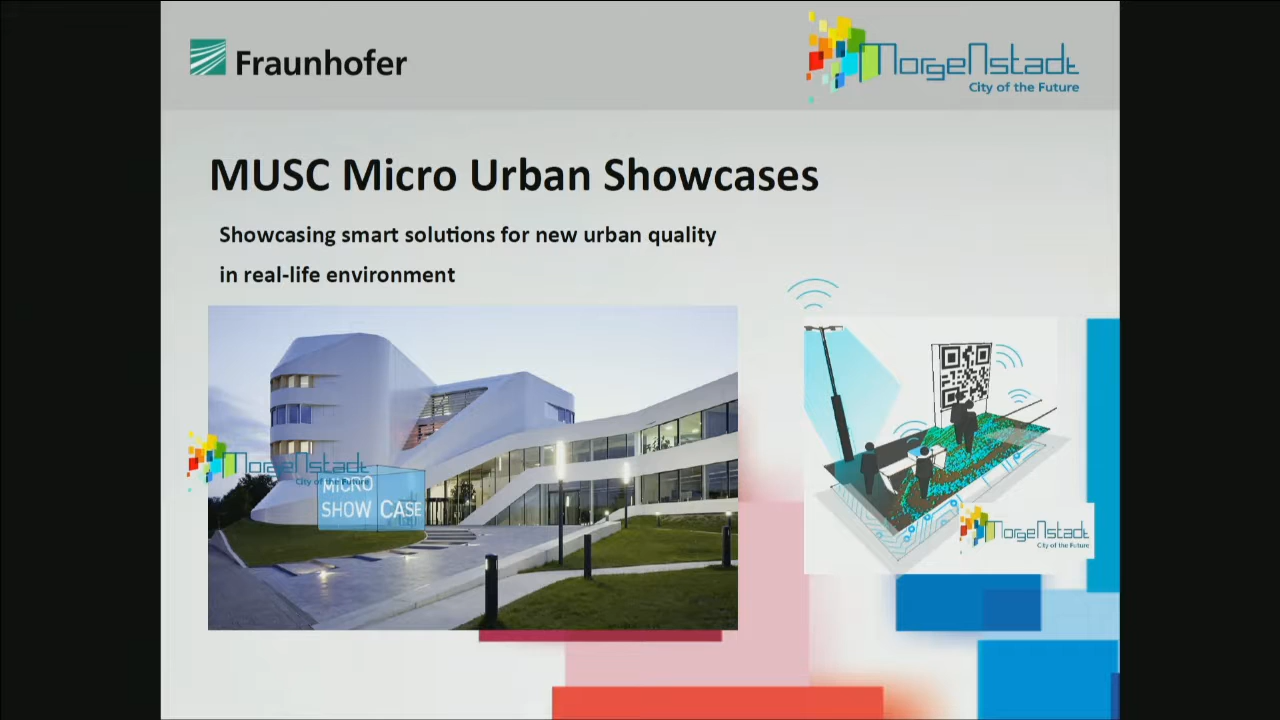 Fraunhofer
MorgeNstadt
City of the Future
MUSC Micro Urban Showcases
Showcasing smart solutions for new urban quality
in real-life environment
MorgeNstadt
City of the Future
MICRO
SHOW CASE
MorgeNstadt
City of the Future